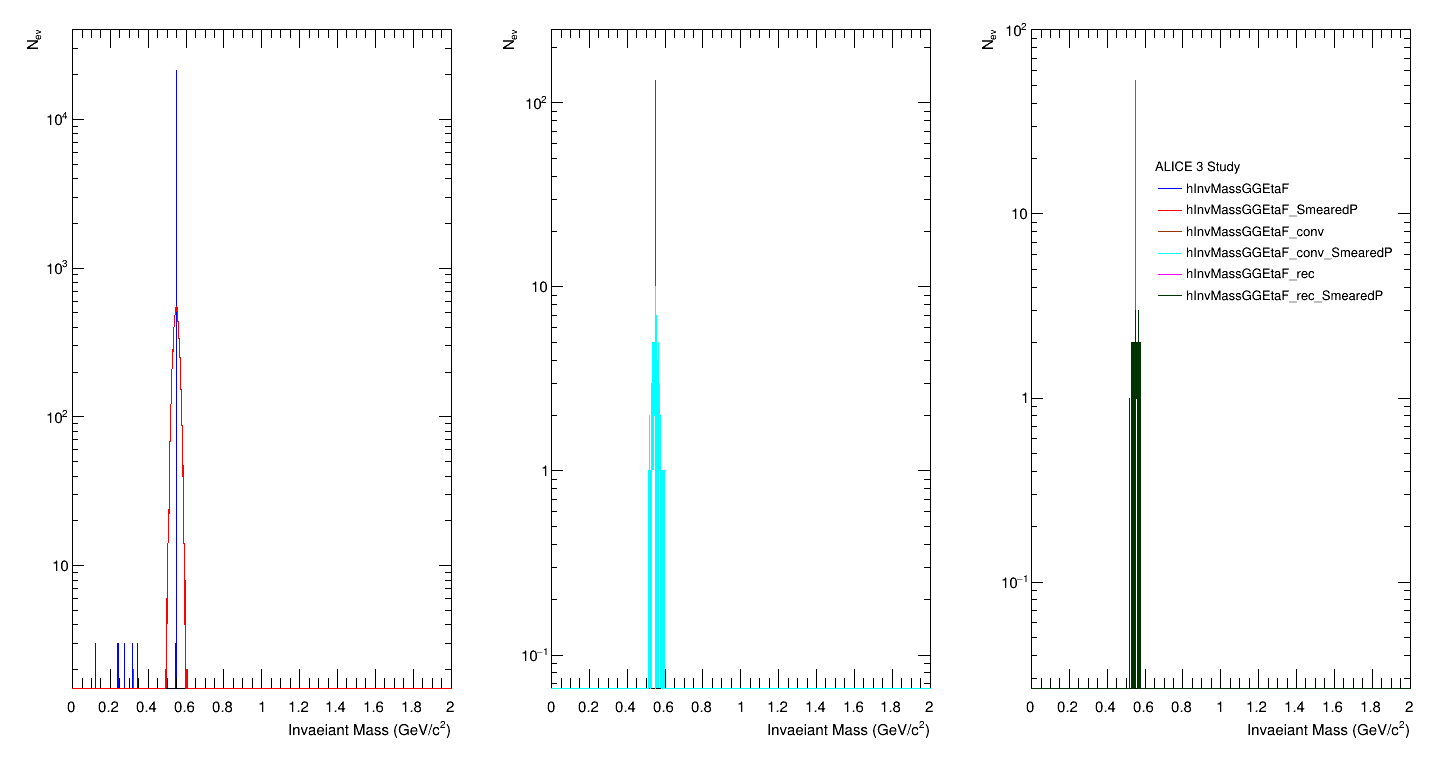 N_ev
10^4
10^3
10^2
10
0 0.2 0.4 0.6 0.8 1 1.2 1.4 1.6 1.8 2
Invaeiant Mass (GeV/c^2)
N_ev
10^2
10
1
10^−1
0 0.2 0.4 0.6 0.8 1 1.2 1.4 1.6 1.8 2
Invaeiant Mass (GeV/c^2)
N_ev
10^2
10
1
10^−1
ALICE 3 Study
hInvMassGGEtaF
hInvMassGGEtaF_SmearedP
hInvMassGGEtaF_conv
hInvMassGGEtaF_conv_SmearedP
hInvMassGGEtaF_rec
hInvMassGGEtaF_rec_SmearedP
0 0.2 0.4 0.6 0.8 1 1.2 1.4 1.6 1.8 2
Invaeiant Mass (GeV/c^2)